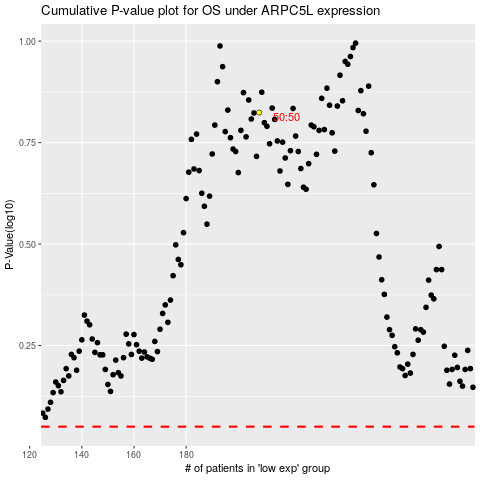 Cumulative P-value plot for OS under ARPC5L expression
1.00
0.75
0.50
0.25
P-Value(log10)
50:50
120 140 160 180
# of patients in 'low exp' group